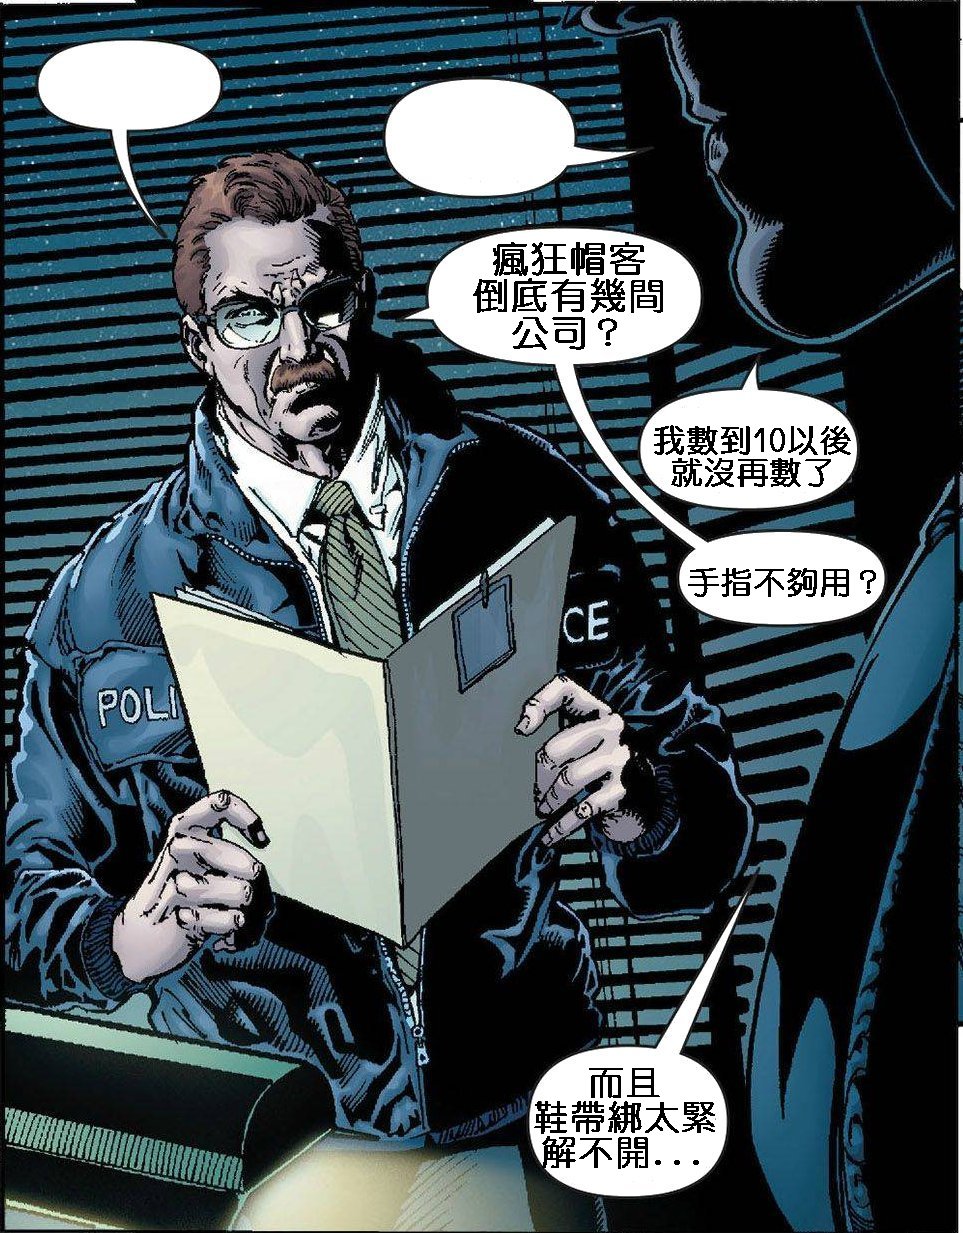 瘋狂帽客
倒底有幾間
公司？
我數到10以後
就沒再數了
手指不夠用？
而且
鞋帶綁太緊
解不開...
POLI
CE